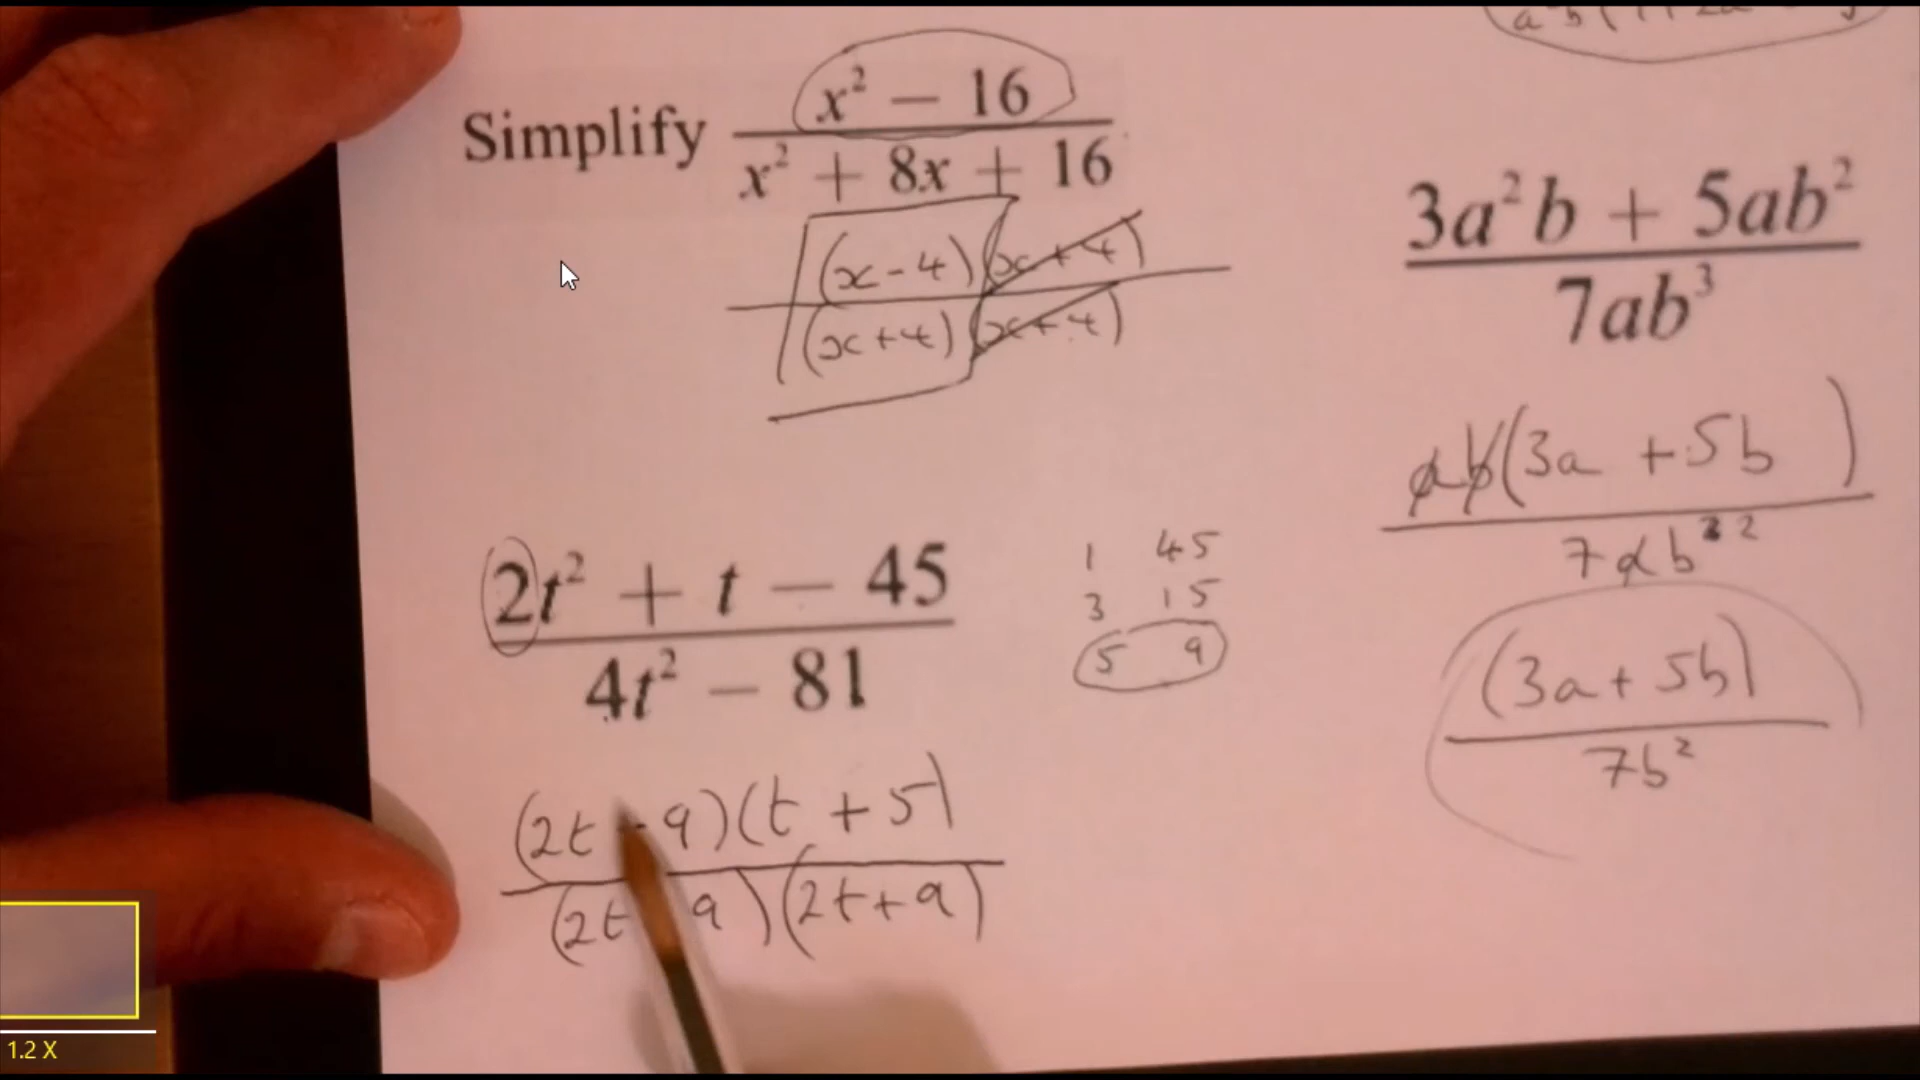 Simplify x² − 16
x² + 8x + 16
(x-4)(x+4)
(x+4)(x+4)
2t² + t − 45
4t² − 81
1 45
3 15
5 9
(2t - 9)(t + 5)
(2t 9)(2t+9)
3a²b + 5ab²
7ab³
ab(3a + 5b)
7ab³ ²
(3a + 5b)
7b²
1.2 X